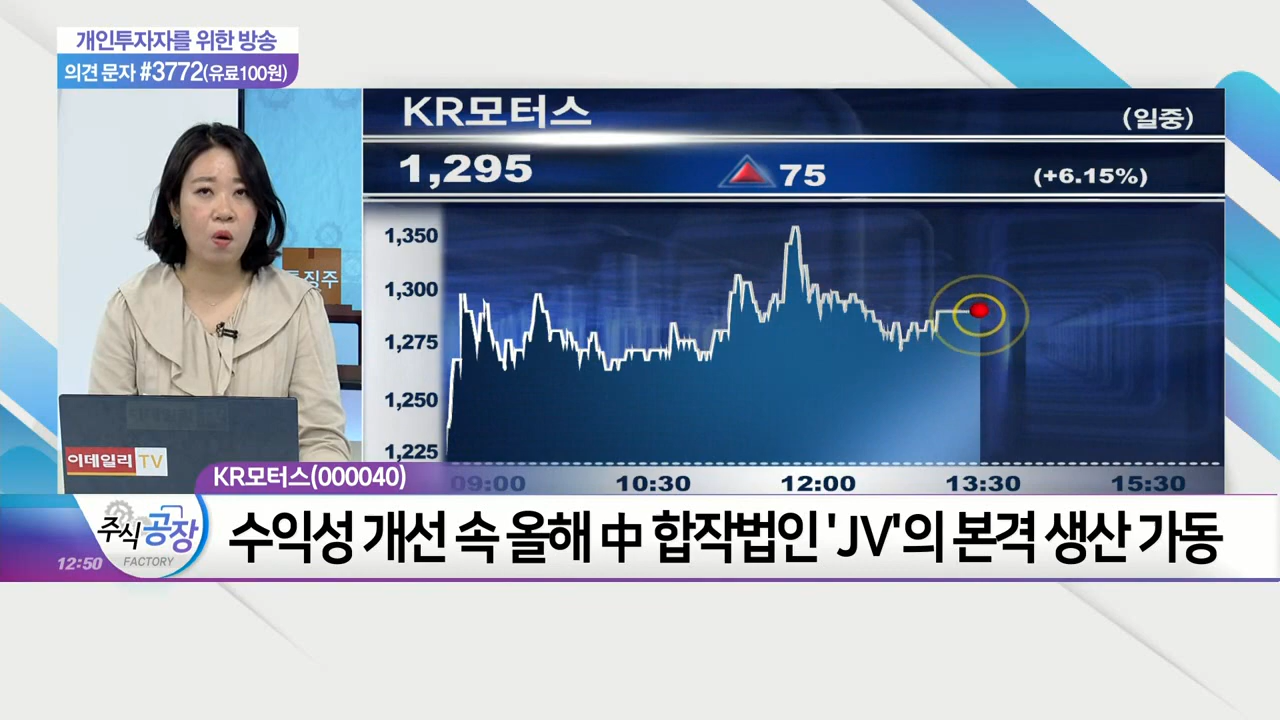 개인투자자를 위한 방송
의견 문자 #3772(유료100원)
KR모터스
(일중)
1,295
75
(+6.15%)
1,350
1,300
1,275
1,250
1,225
09:00
10:30
12:00
13:30
15:30
징주
이데일리 TV
KR모터스(000040)
주식공장
FACTORY
12:50
수익성 개선 속 올해 中 합작법인 'JV'의 본격 생산 가동